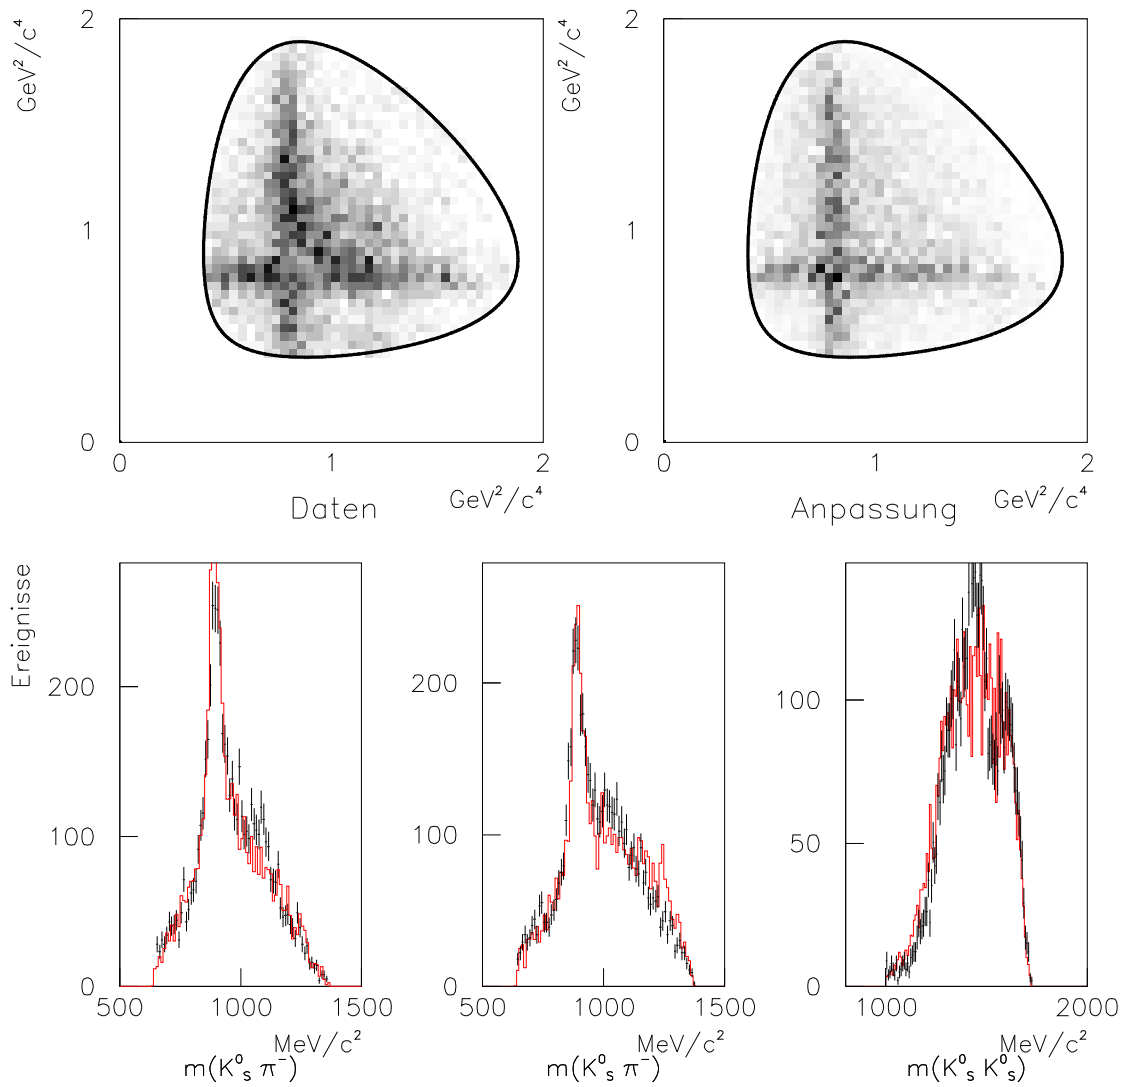 2
GeV²/c⁴
1
0
0 1 2
GeV²/c⁴
Daten
2
GeV²/c⁴
1
0
0 1 2
GeV²/c⁴
Anpassung
Ereignisse
200
100
0
500 1000 1500
MeV/c²
m(K⁰ₛ π⁻)
200
100
0
500 1000 1500
MeV/c²
m(K⁰ₛ π⁻)
100
50
0
1000 2000
MeV/c²
m(K⁰ₛ K⁰ₛ)